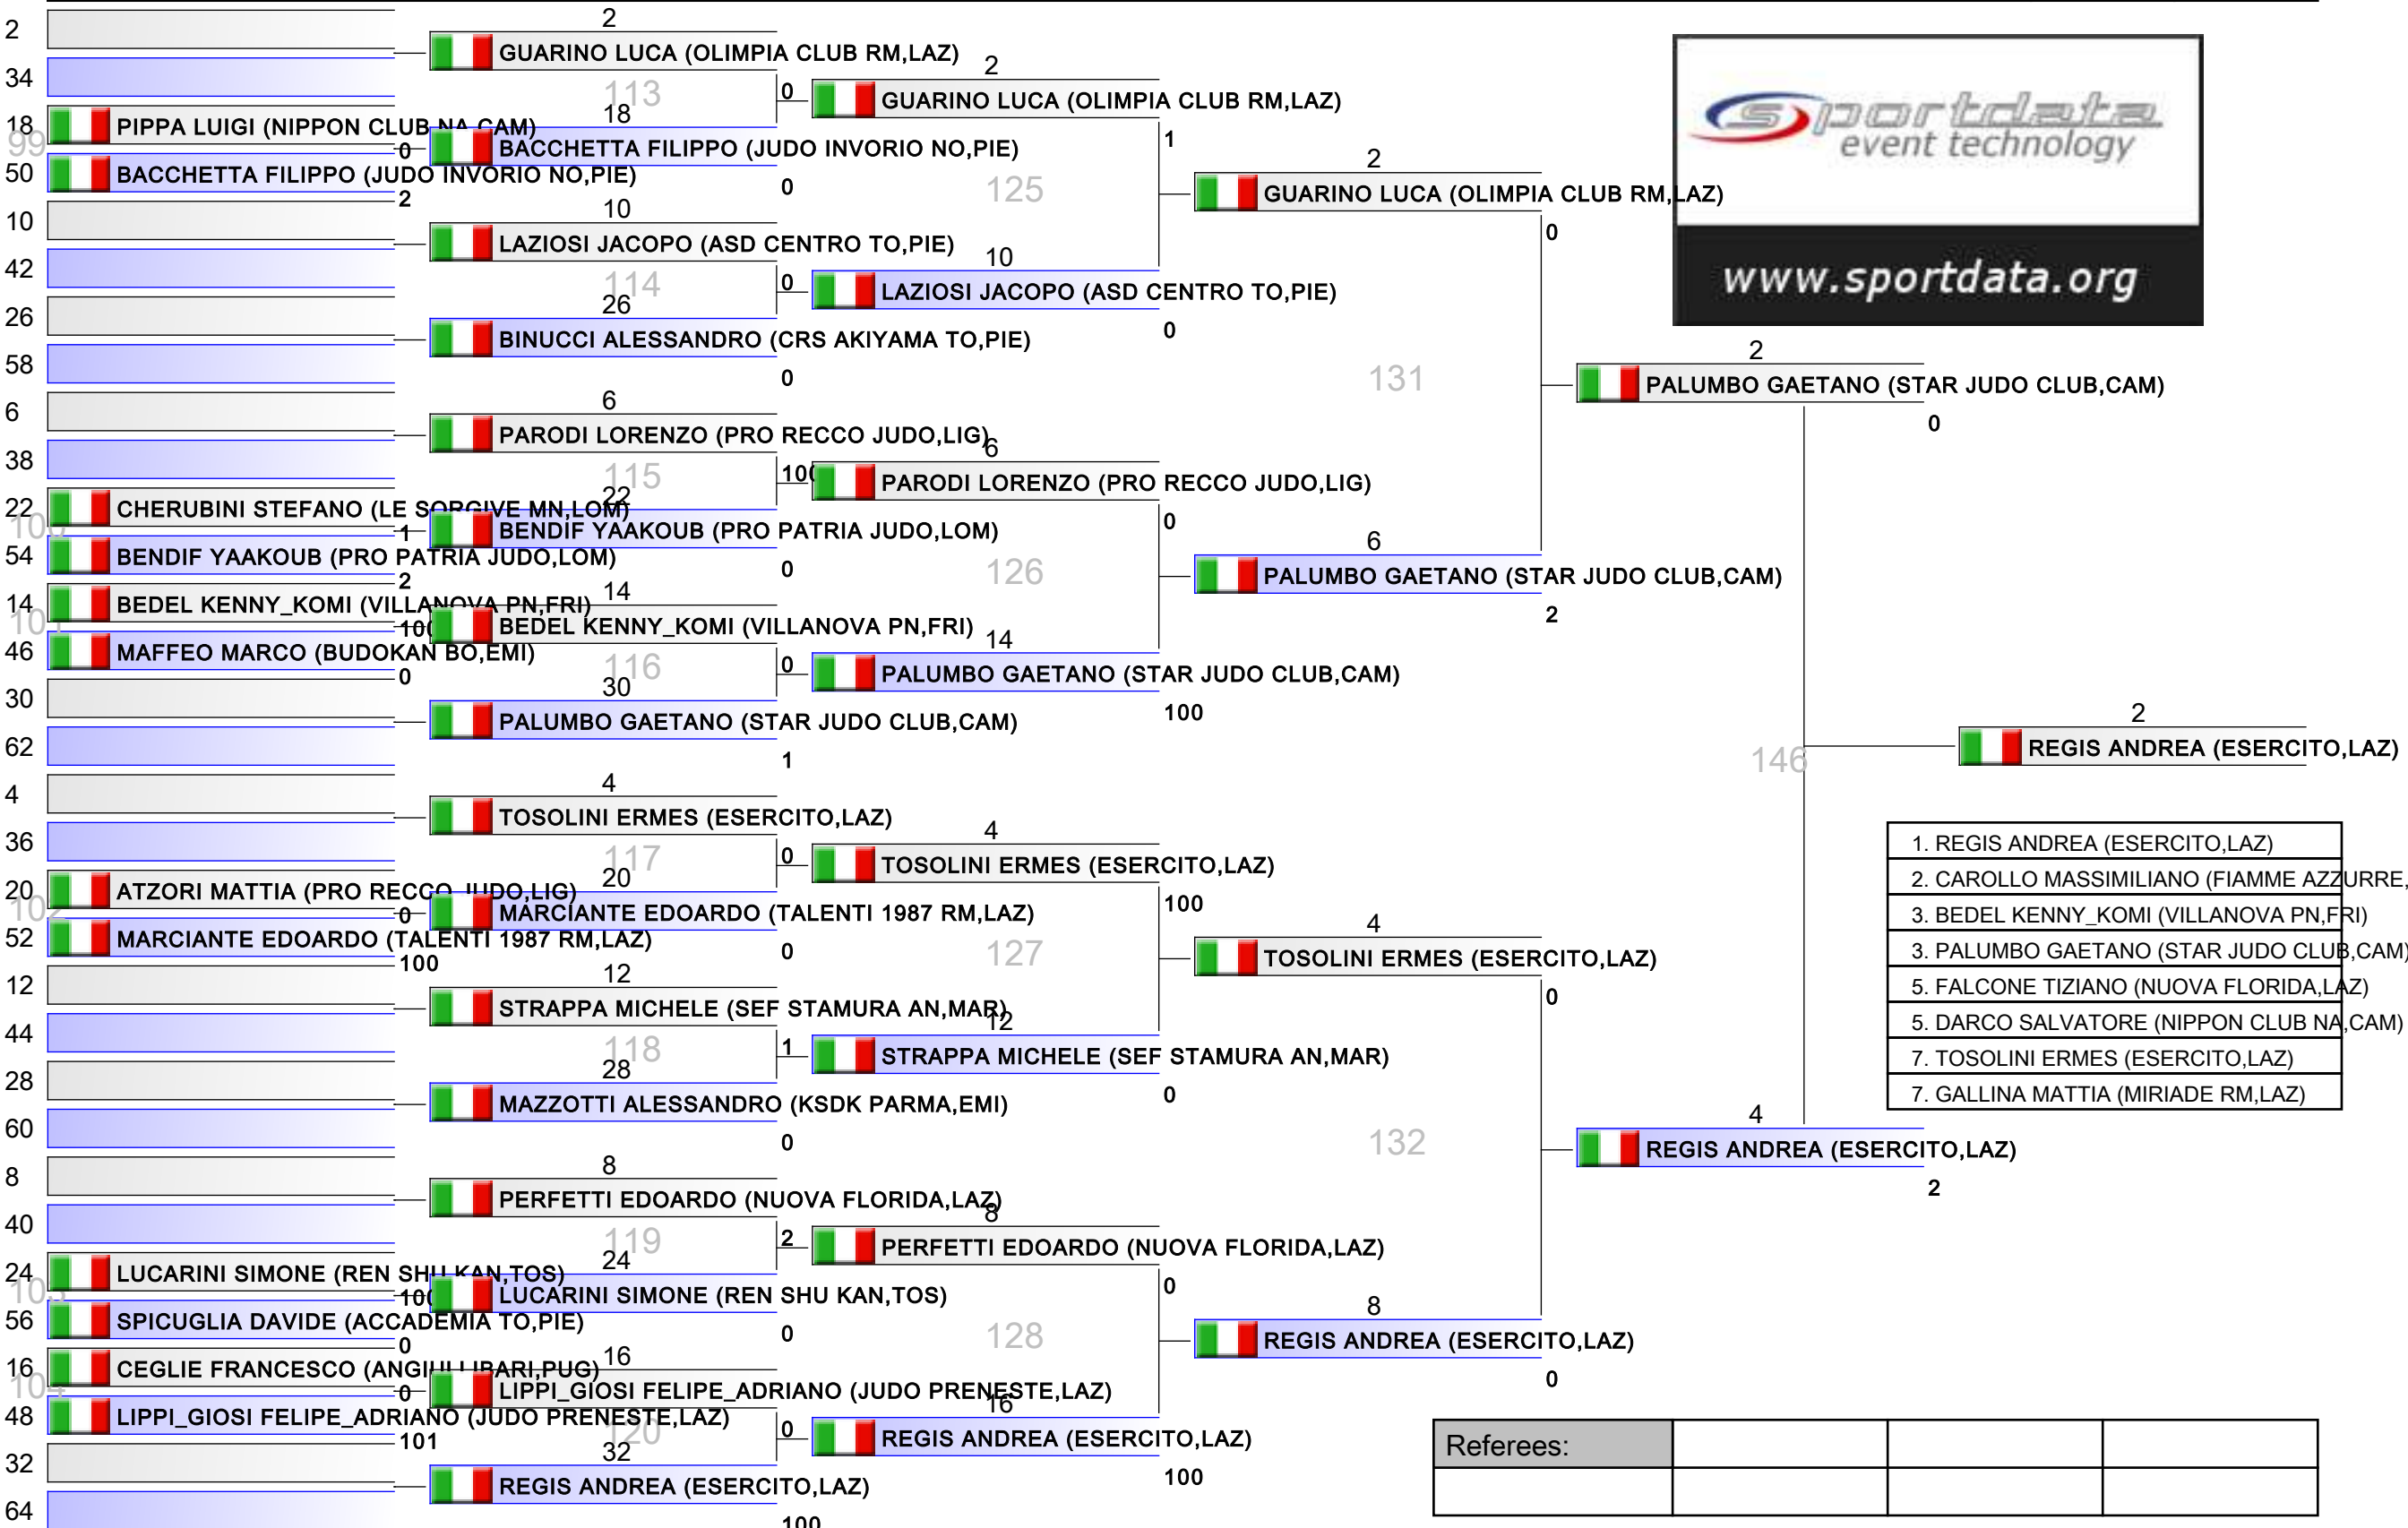 2
34
18
99
50
10
42
26
58
6
38
22
54
14
46
30
62
4
36
20
102
52
12
44
28
60
8
40
24
56
16
104
48
32
64
PIPPA LUIGI (NIPPON CLUB NA,CAM)
0
BACCHETTA FILIPPO (JUDO INVORIO NO,PIE)
2
CHERUBINI STEFANO (LE SORGIVE MN,LOM)
1
BENDIF YAAKOUB (PRO PATRIA JUDO,LOM)
2
BEDEL KENNY_KOMI (VILLANOVA PN,FRI)
100
MAFFEO MARCO (BUDOKAN BO,EMI)
0
ATZORI MATTIA (PRO RECCO JUDO,LIG)
0
MARCIANTE EDOARDO (TALENTI 1987 RM,LAZ)
100
LUCARINI SIMONE (REN SHU KAN,TOS)
100
SPICUGLIA DAVIDE (ACCADEMIA TO,PIE)
0
CEGLIE FRANCESCO (ANGIULLI BARI,PUG)
0
LIPPI_GIOSI FELIPE_ADRIANO (JUDO PRENESTE,LAZ)
101
2
GUARINO LUCA (OLIMPIA CLUB RM,LAZ)
113
0
18
BACCHETTA FILIPPO (JUDO INVORIO NO,PIE)
0
10
LAZIOSI JACOPO (ASD CENTRO TO,PIE)
114
0
26
BINUCCI ALESSANDRO (CRS AKIYAMA TO,PIE)
0
6
PARODI LORENZO (PRO RECCO JUDO,LIG)
115
100
22
BENDIF YAAKOUB (PRO PATRIA JUDO,LOM)
0
14
BEDEL KENNY_KOMI (VILLANOVA PN,FRI)
116
0
30
PALUMBO GAETANO (STAR JUDO CLUB,CAM)
1
4
TOSOLINI ERMES (ESERCITO,LAZ)
117
0
20
MARCIANTE EDOARDO (TALENTI 1987 RM,LAZ)
0
12
STRAPPA MICHELE (SEF STAMURA AN,MAR)
118
1
28
MAZZOTTI ALESSANDRO (KSDK PARMA,EMI)
0
8
PERFETTI EDOARDO (NUOVA FLORIDA,LAZ)
119
2
24
LUCARINI SIMONE (REN SHU KAN,TOS)
0
16
LIPPI_GIOSI FELIPE_ADRIANO (JUDO PRENESTE,LAZ)
120
0
32
REGIS ANDREA (ESERCITO,LAZ)
100
2
GUARINO LUCA (OLIMPIA CLUB RM,LAZ)
1
125
10
LAZIOSI JACOPO (ASD CENTRO TO,PIE)
0
6
PARODI LORENZO (PRO RECCO JUDO,LIG)
0
126
14
PALUMBO GAETANO (STAR JUDO CLUB,CAM)
100
4
TOSOLINI ERMES (ESERCITO,LAZ)
100
127
12
STRAPPA MICHELE (SEF STAMURA AN,MAR)
0
8
PERFETTI EDOARDO (NUOVA FLORIDA,LAZ)
0
128
16
REGIS ANDREA (ESERCITO,LAZ)
100
2
GUARINO LUCA (OLIMPIA CLUB RM,LAZ)
0
131
6
PALUMBO GAETANO (STAR JUDO CLUB,CAM)
2
4
TOSOLINI ERMES (ESERCITO,LAZ)
0
132
8
REGIS ANDREA (ESERCITO,LAZ)
0
sportdata
event technology
www.sportdata.org
2
PALUMBO GAETANO (STAR JUDO CLUB,CAM)
0
146
4
REGIS ANDREA (ESERCITO,LAZ)
2
2
REGIS ANDREA (ESERCITO,LAZ)
1. REGIS ANDREA (ESERCITO,LAZ)
2. CAROLLO MASSIMILIANO (FIAMME AZZURRE,
3. BEDEL KENNY_KOMI (VILLANOVA PN,FRI)
3. PALUMBO GAETANO (STAR JUDO CLUB,CAM)
5. FALCONE TIZIANO (NUOVA FLORIDA,LAZ)
5. DARCO SALVATORE (NIPPON CLUB NA,CAM)
7. TOSOLINI ERMES (ESERCITO,LAZ)
7. GALLINA MATTIA (MIRIADE RM,LAZ)
Referees: